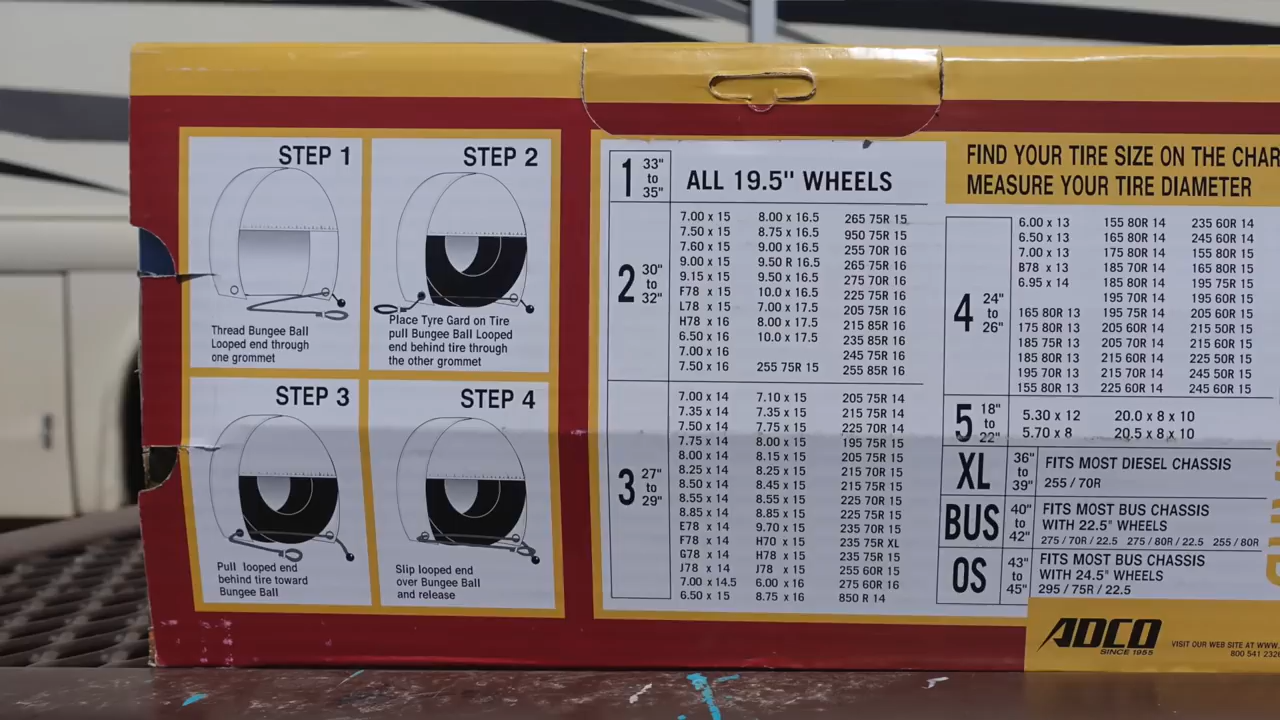 STEP 1
Thread Bungee Ball
Looped end through
one grommet
STEP 2
Place Tyre Gard on Tire
pull Bungee Ball Looped
end behind tire through
the other grommet
STEP 3
Pull looped end
behind tire toward
Bungee Ball
STEP 4
Slip looped end
over Bungee Ball
and release
1 33" to 35" ALL 19.5" WHEELS
2 30" to 32"
7.00 x 15 8.00 x 16.5 265 75R 15
7.50 x 15 8.75 x 16.5 950 75R 15
7.60 x 15 9.00 x 16.5 255 70R 16
9.00 x 15 9.50 R 16.5 265 75R 16
9.15 x 15 9.50 x 16.5 275 70R 16
F78 x 15 10.0 x 16.5 225 75R 16
L78 x 15 7.00 x 17.5 205 75R 16
H78 x 16 8.00 x 17.5 215 85R 16
6.50 x 16 10.0 x 17.5 235 85R 16
7.00 x 16 245 75R 16
7.50 x 16 255 75R 15 255 85R 16
3 27" to 29"
7.00 x 14 7.10 x 15 205 75R 14
7.35 x 14 7.35 x 15 215 75R 14
7.50 x 14 7.75 x 15 225 70R 14
7.75 x 14 8.00 x 15 195 75R 15
8.00 x 14 8.15 x 15 205 75R 15
8.25 x 14 8.25 x 15 215 70R 15
8.50 x 14 8.45 x 15 215 75R 15
8.55 x 14 8.55 x 15 225 70R 15
8.85 x 14 8.85 x 15 225 75R 15
E78 x 14 9.70 x 15 235 70R 15
F78 x 14 H70 x 15 235 75R XL
G78 x 14 H78 x 15 235 75R 15
J78 x 14 J78 x 15 255 60R 15
7.00 x 14.5 6.00 x 16 275 60R 16
6.50 x 15 8.75 x 16 850 R 14
FIND YOUR TIRE SIZE ON THE CHAR
MEASURE YOUR TIRE DIAMETER
4 24" to 26"
6.00 x 13 155 80R 14 235 60R 14
6.50 x 13 165 80R 14 245 60R 14
7.00 x 13 175 80R 14 155 80R 15
B78 x 13 185 70R 14 165 80R 15
6.95 x 14 185 80R 14 195 75R 15
195 70R 14 195 60R 15
165 80R 13 195 75R 14 205 60R 15
175 80R 13 205 60R 14 215 50R 15
185 75R 13 205 70R 14 215 60R 15
185 80R 13 215 60R 14 225 50R 15
195 70R 13 215 70R 14 245 50R 15
155 80R 13 225 60R 14 245 60R 15
5 18" to 22"
5.30 x 12 20.0 x 8 x 10
5.70 x 8 20.5 x 8 x 10
XL 36" to 39"
FITS MOST DIESEL CHASSIS
255 / 70R
BUS 40" to 42"
FITS MOST BUS CHASSIS
WITH 22.5" WHEELS
275 / 70R / 22.5 275 / 80R / 22.5 255 / 80R
OS 43" to 45"
FITS MOST BUS CHASSIS
WITH 24.5" WHEELS
295 / 75R / 22.5
ADCO
SINCE 1955
VISIT OUR WEB SITE AT WWW.
800 541 2326